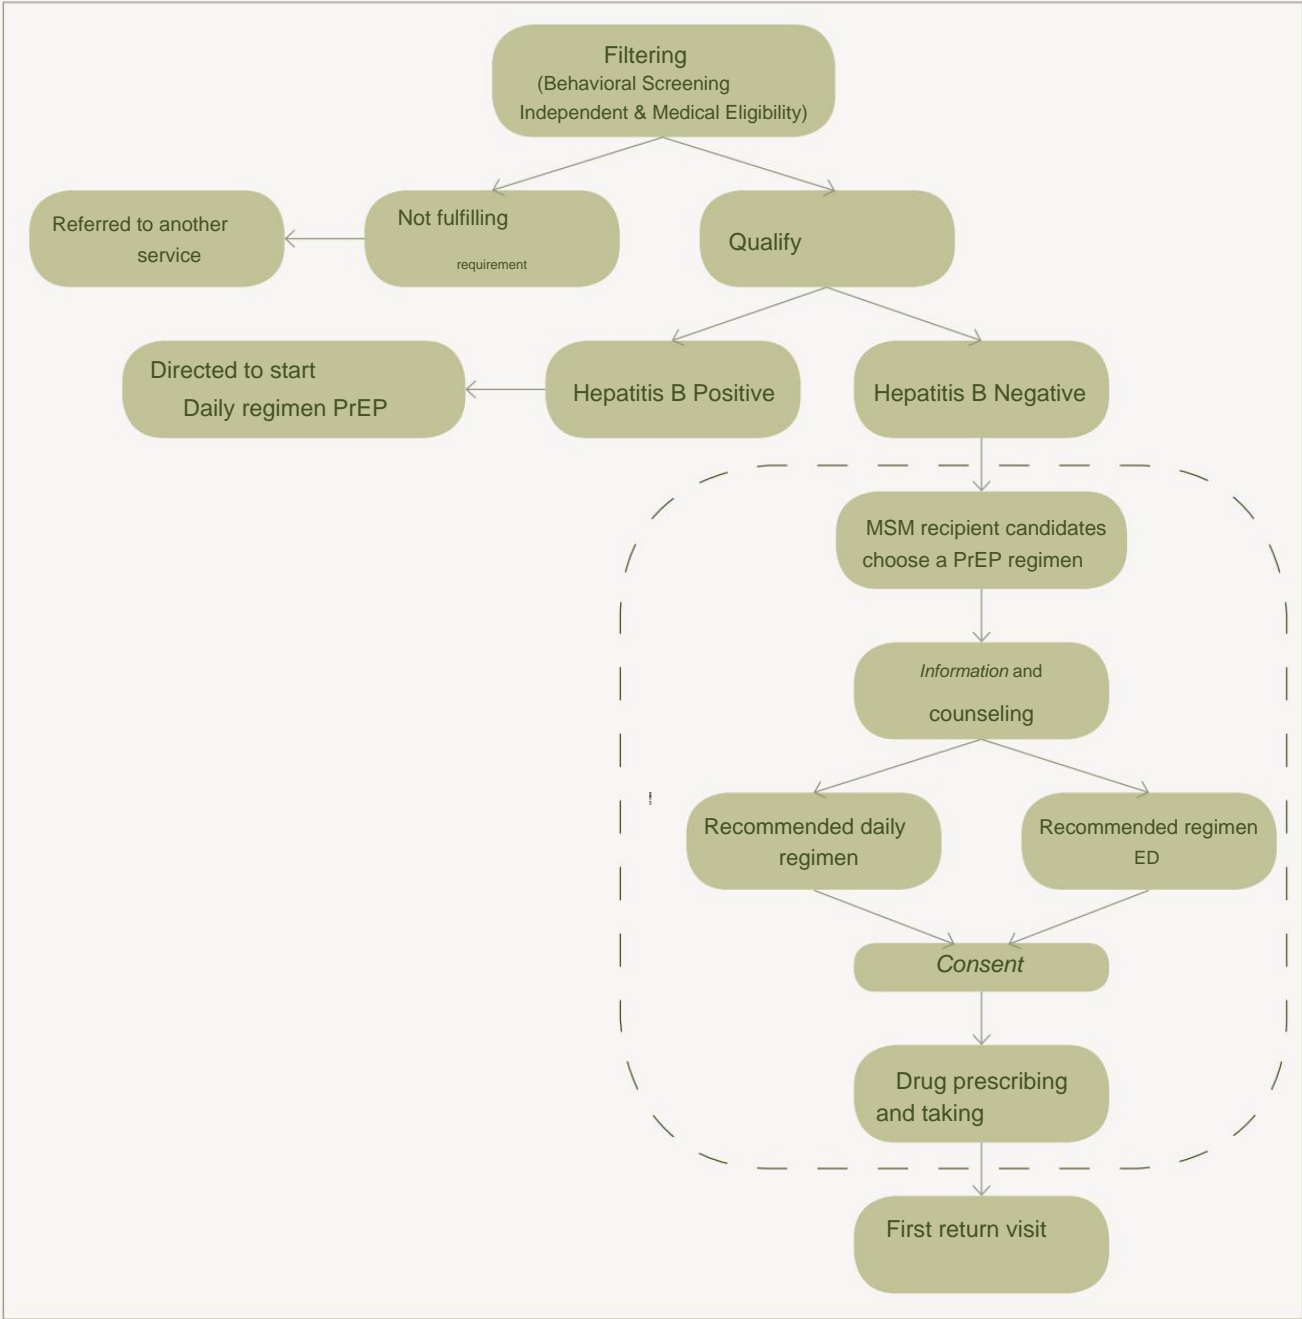 Filtering
(Behavioral Screening
Independent & Medical Eligibility)
Referred to another
service
Not fulfilling
requirement
Qualify
Directed to start
Daily regimen PrEP
Hepatitis B Positive
Hepatitis B Negative
MSM recipient candidates
choose a PrEP regimen
Information and
counseling
Recommended daily
regimen
Recommended regimen
ED
Consent
Drug prescribing
and taking
First return visit